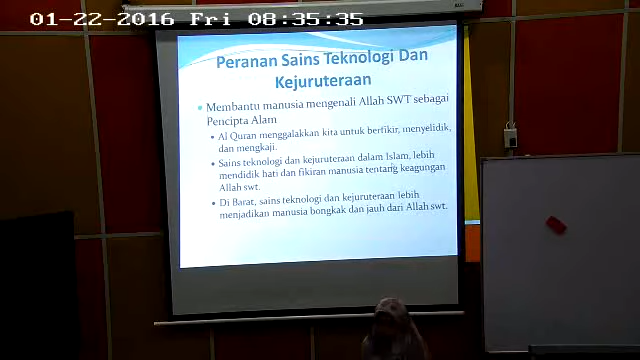 01-22-2016 Fri 08:35:35
Peranan Sains Teknologi Dan
Kejuruteraan
Membantu manusia mengenali Allah SWT sebagai
Pencipta Alam
Al Quran menggalakkan kita untuk berfikir, menyelidik,
dan mengkaji.
Sains teknologi dan kejuruteraan dalam Islam, lebih
mendidik hati dan fikiran manusia tentang keagungan
Allah swt.
Di Barat, sains teknologi dan kejuruteraan lebih
menjadikan manusia bongkak dan jauh dari Allah swt.